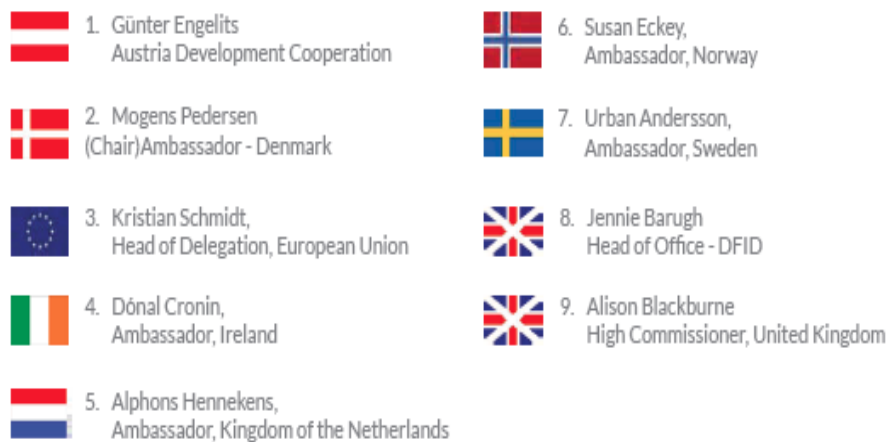 1. Günter Engelits
Austria Development Cooperation
2. Mogens Pedersen
(Chair)Ambassador - Denmark
3. Kristian Schmidt,
Head of Delegation, European Union
4. Dónal Cronin,
Ambassador, Ireland
5. Alphons Hennekens,
Ambassador, Kingdom of the Netherlands
6. Susan Eckey,
Ambassador, Norway
7. Urban Andersson,
Ambassador, Sweden
8. Jennie Barugh
Head of Office - DFID
9. Alison Blackburne
High Commissioner, United Kingdom